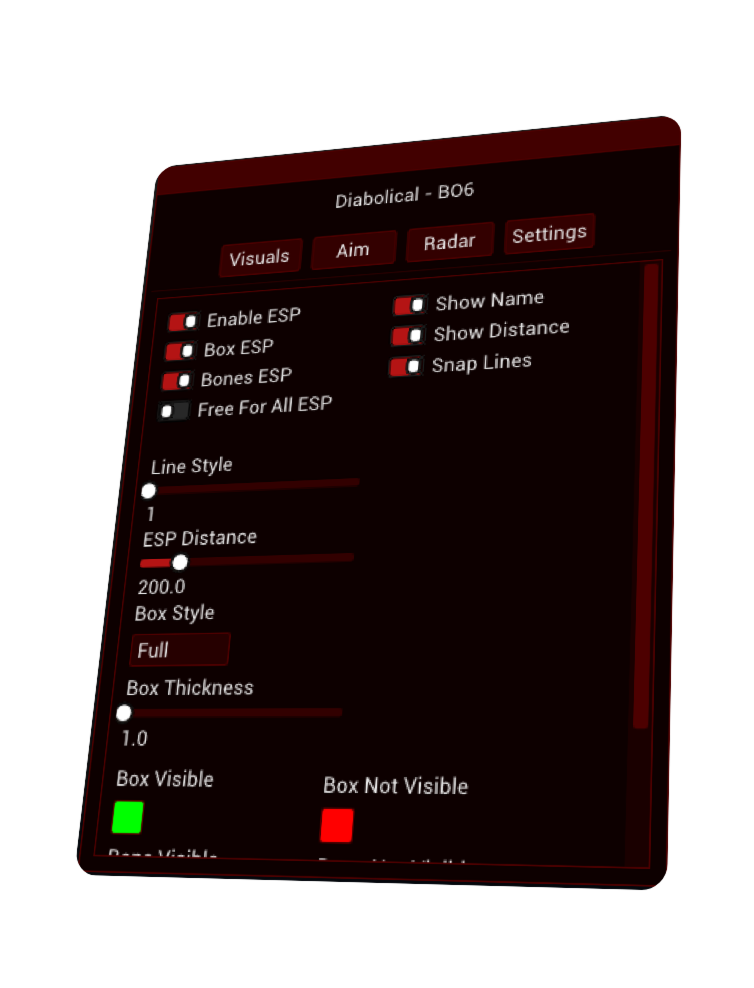 Diabolical - BO6
Visuals Aim Radar Settings
Enable ESP
Box ESP
Bones ESP
Free For All ESP
Show Name
Show Distance
Snap Lines
Line Style
1
ESP Distance
200.0
Box Style
Full
Box Thickness
1.0
Box Visible
Box Not Visible